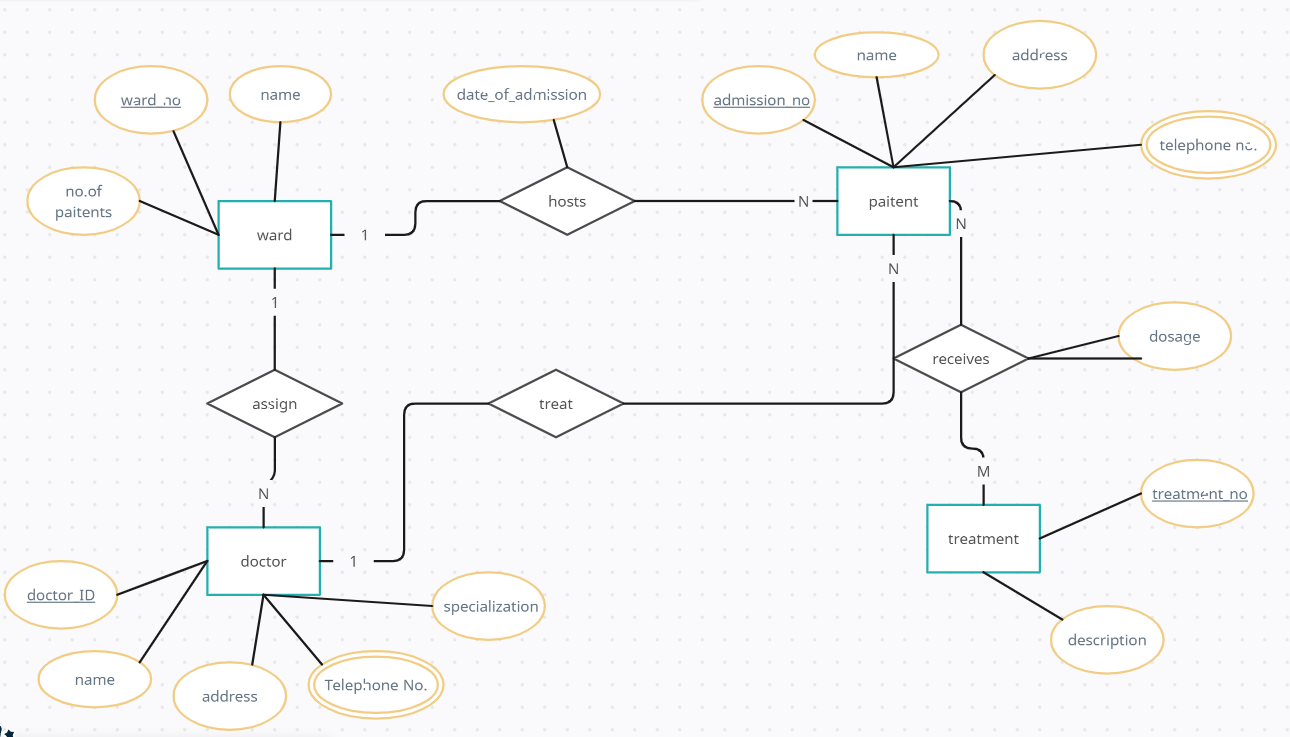 name
address
ward_no
name
date_of_admission
admission_no
telephone no.
no.of
paitents
hosts
N
paitent
ward
1
N
N
1
dosage
receives
assign
treat
M
N
treatment_no
treatment
doctor
1
doctor_ID
specialization
description
name
address
Telephone No.